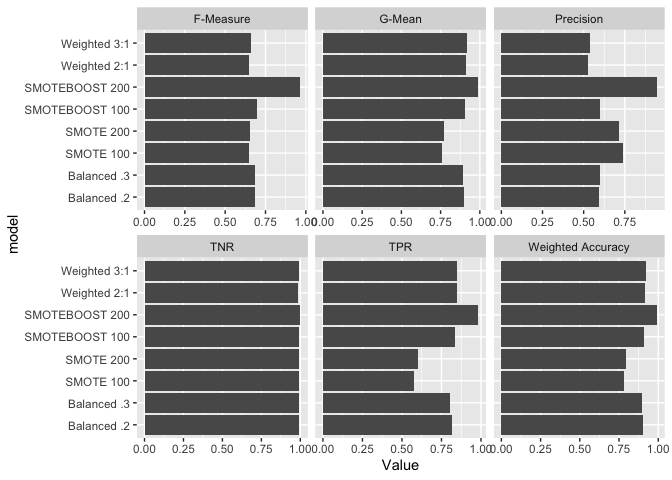 F-Measure G-Mean Precision
Weighted 3:1
Weighted 2:1
SMOTEBOOST 200
SMOTEBOOST 100
SMOTE 200
SMOTE 100
Balanced .3
Balanced .2
0.00 0.25 0.50 0.75 1.00 0.00 0.25 0.50 0.75 1.00 0.00 0.25 0.50 0.75
model
TNR TPR Weighted Accuracy
Weighted 3:1
Weighted 2:1
SMOTEBOOST 200
SMOTEBOOST 100
SMOTE 200
SMOTE 100
Balanced .3
Balanced .2
0.00 0.25 0.50 0.75 1.00 0.00 0.25 0.50 0.75 1.00 0.00 0.25 0.50 0.75 1.00
Value